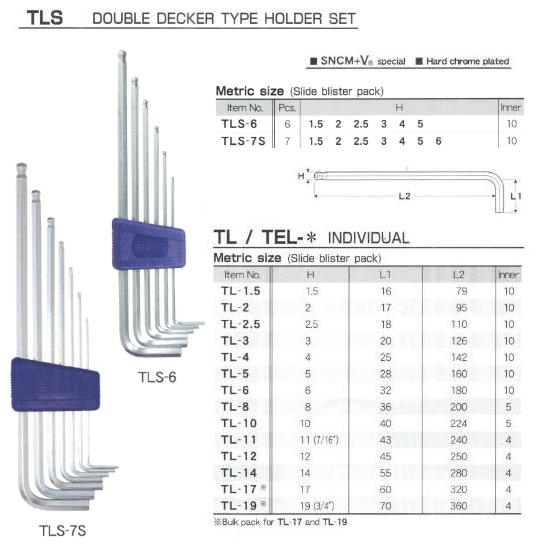 TLS DOUBLE DECKER TYPE HOLDER SET
■ SNCM+V® special ■ Hard chrome plated
Metric size (Slide blister pack)
Item No. Pcs. H Inner
TLS-6 6 1.5 2 2.5 3 4 5 10
TLS-7S 7 1.5 2 2.5 3 4 5 6 10
H L2 L1
EIGHT
TLS-6
TLS-7S
TL / TEL-* INDIVIDUAL
Metric size (Slide blister pack)
Item No. H L1 L2 Inner
TL-1.5 1.5 16 79 10
TL-2 2 17 95 10
TL-2.5 2.5 18 110 10
TL-3 3 20 126 10
TL-4 4 25 142 10
TL-5 5 28 160 10
TL-6 6 32 180 10
TL-8 8 36 200 5
TL-10 10 40 224 5
TL-11 11 (7/16") 43 240 4
TL-12 12 45 250 4
TL-14 14 55 280 4
TL-17 ※ 17 60 320 4
TL-19 ※ 19 (3/4") 70 360 4
※Bulk pack for TL-17 and TL-19